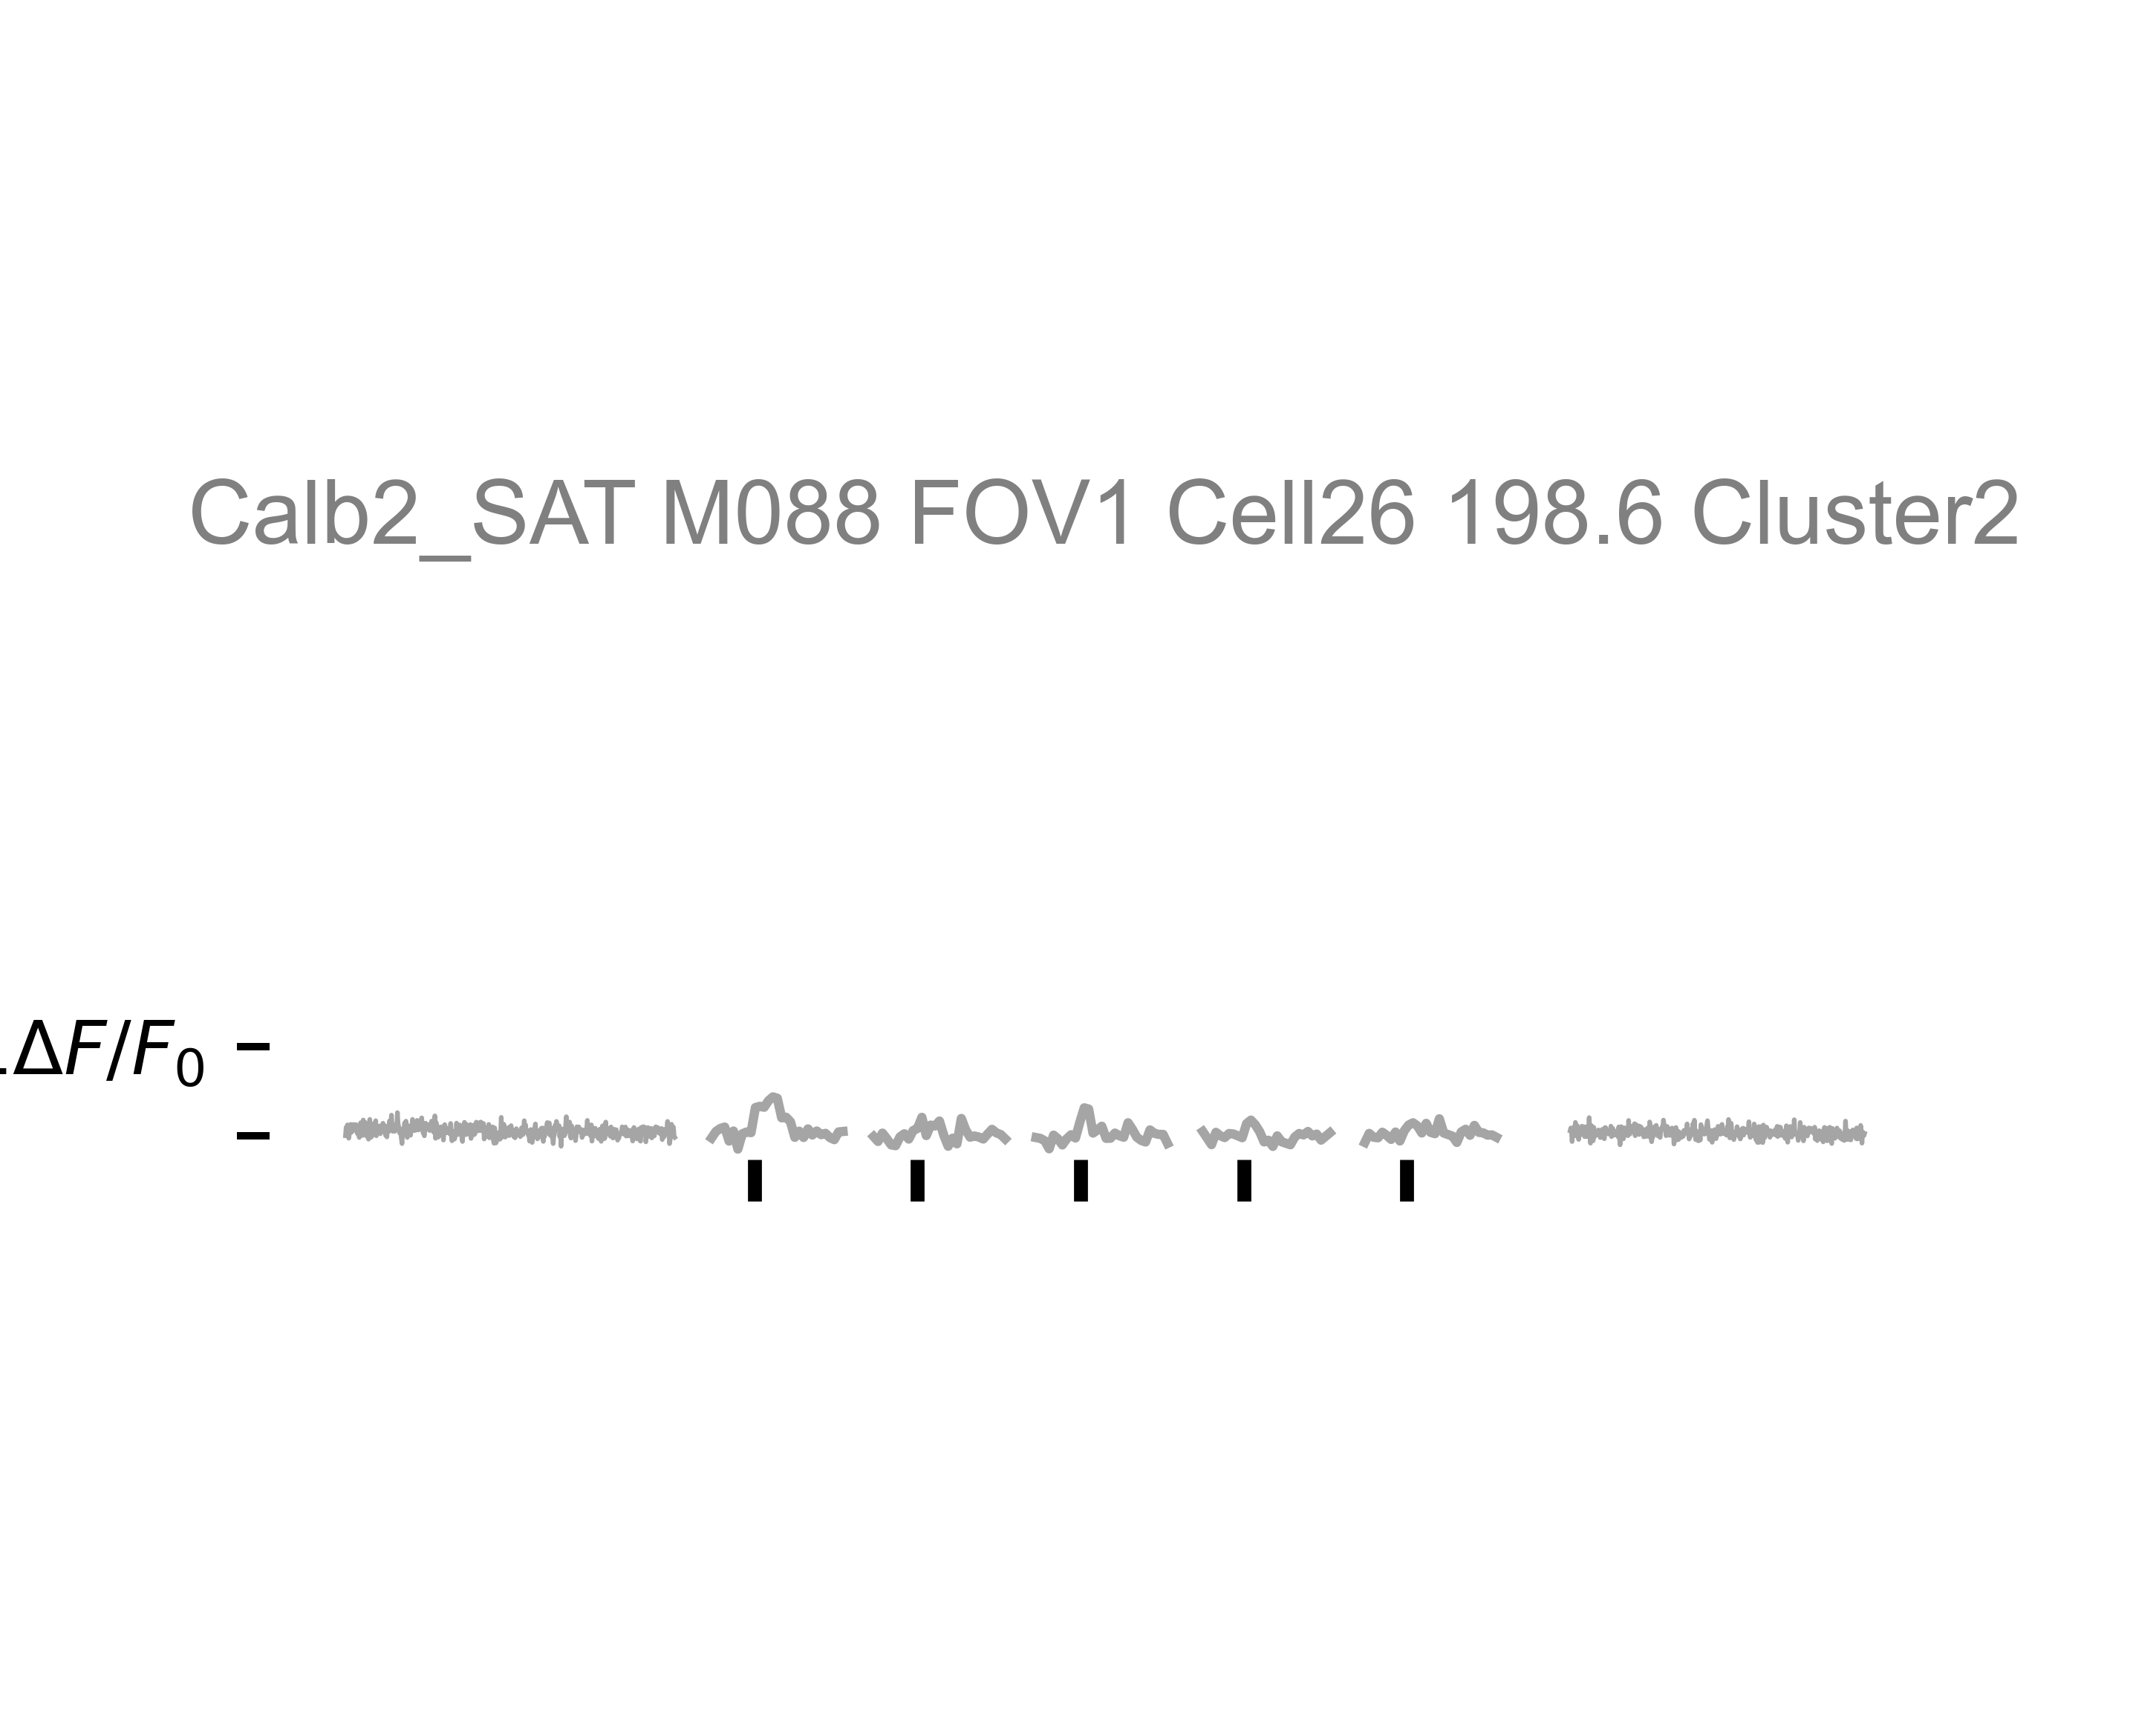 Calb2_SAT M088 FOV1 Cell26 198.6 Cluster2
.ΔF/F₀